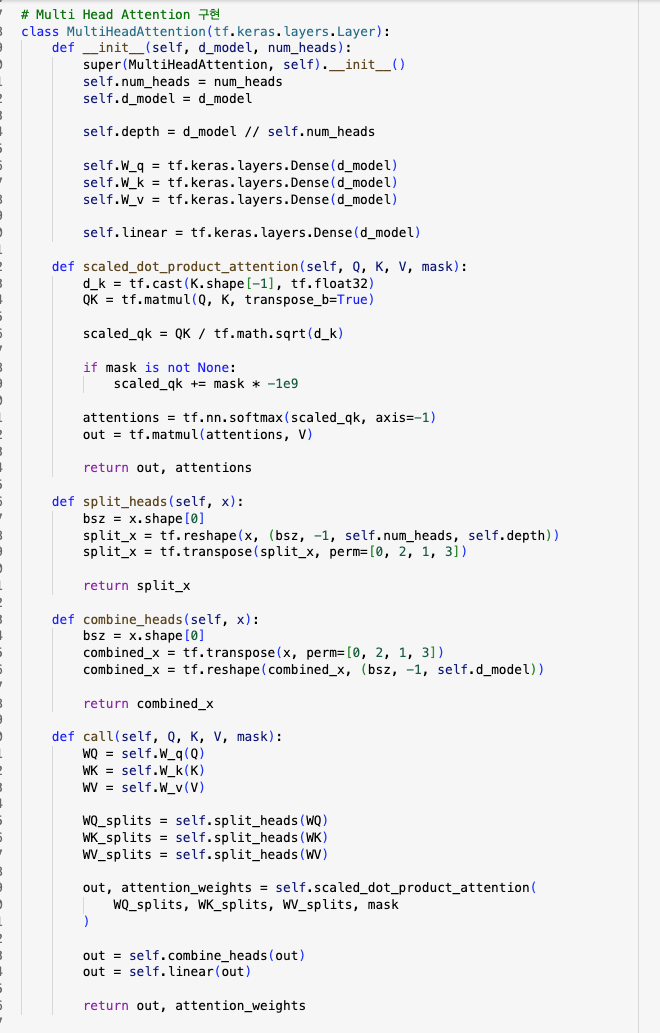 # Multi Head Attention 구현
class MultiHeadAttention(tf.keras.layers.Layer):
    def __init__(self, d_model, num_heads):
        super(MultiHeadAttention, self).__init__()
        self.num_heads = num_heads
        self.d_model = d_model

        self.depth = d_model // self.num_heads

        self.W_q = tf.keras.layers.Dense(d_model)
        self.W_k = tf.keras.layers.Dense(d_model)
        self.W_v = tf.keras.layers.Dense(d_model)

        self.linear = tf.keras.layers.Dense(d_model)

    def scaled_dot_product_attention(self, Q, K, V, mask):
        d_k = tf.cast(K.shape[-1], tf.float32)
        QK = tf.matmul(Q, K, transpose_b=True)

        scaled_qk = QK / tf.math.sqrt(d_k)

        if mask is not None:
            scaled_qk += mask * -1e9

        attentions = tf.nn.softmax(scaled_qk, axis=-1)
        out = tf.matmul(attentions, V)

        return out, attentions

    def split_heads(self, x):
        bsz = x.shape[0]
        split_x = tf.reshape(x, (bsz, -1, self.num_heads, self.depth))
        split_x = tf.transpose(split_x, perm=[0, 2, 1, 3])

        return split_x

    def combine_heads(self, x):
        bsz = x.shape[0]
        combined_x = tf.transpose(x, perm=[0, 2, 1, 3])
        combined_x = tf.reshape(combined_x, (bsz, -1, self.d_model))

        return combined_x

    def call(self, Q, K, V, mask):
        WQ = self.W_q(Q)
        WK = self.W_k(K)
        WV = self.W_v(V)

        WQ_splits = self.split_heads(WQ)
        WK_splits = self.split_heads(WK)
        WV_splits = self.split_heads(WV)

        out, attention_weights = self.scaled_dot_product_attention(
            WQ_splits, WK_splits, WV_splits, mask
        )

        out = self.combine_heads(out)
        out = self.linear(out)

        return out, attention_weights